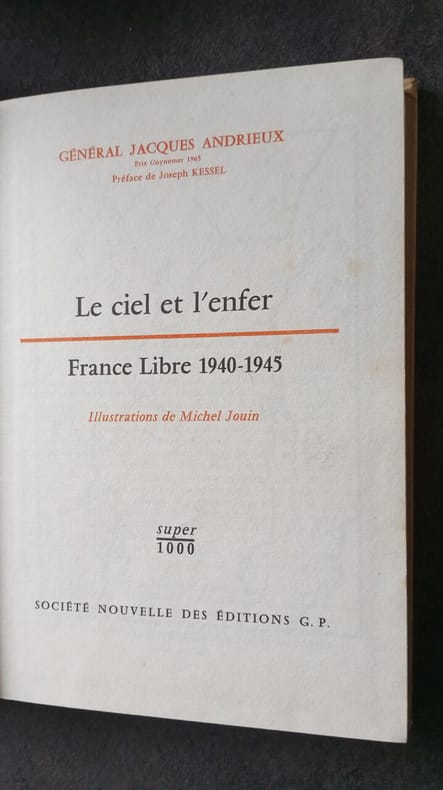 GÉNÉRAL JACQUES ANDRIEUX
Prix Guynemer 1965
Préface de Joseph KESSEL
Le ciel et l'enfer
France Libre 1940-1945
Illustrations de Michel Jouin
super
1000
SOCIÉTÉ NOUVELLE DES ÉDITIONS G. P.